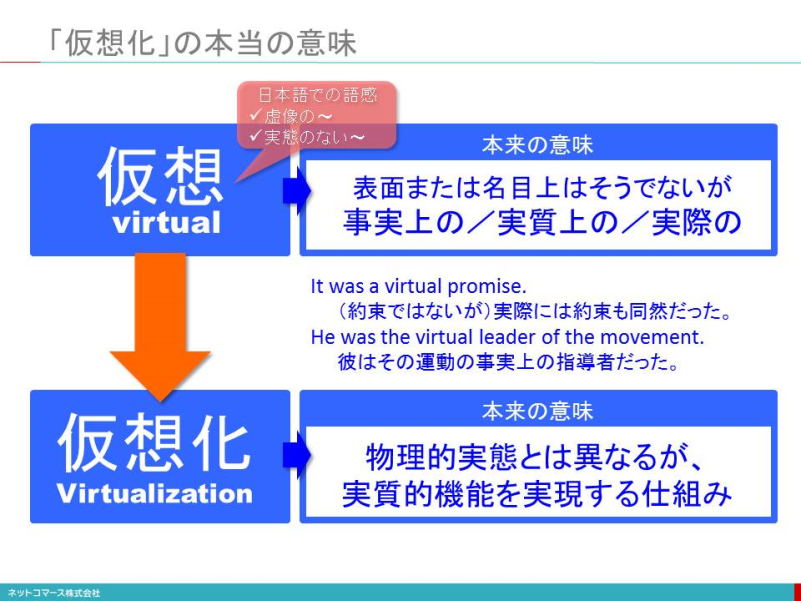 「仮想化」の本当の意味
日本語での語感
✓虚像の～
✓実態のない～
仮想
virtual
本来の意味
表面または名目上はそうでないが
事実上の／実質上の／実際の
It was a virtual promise.
（約束ではないが）実際には約束も同然だった。
He was the virtual leader of the movement.
彼はその運動の事実上の指導者だった。
仮想化
Virtualization
本来の意味
物理的実態とは異なるが、
実質的機能を実現する仕組み
ネットコマース株式会社